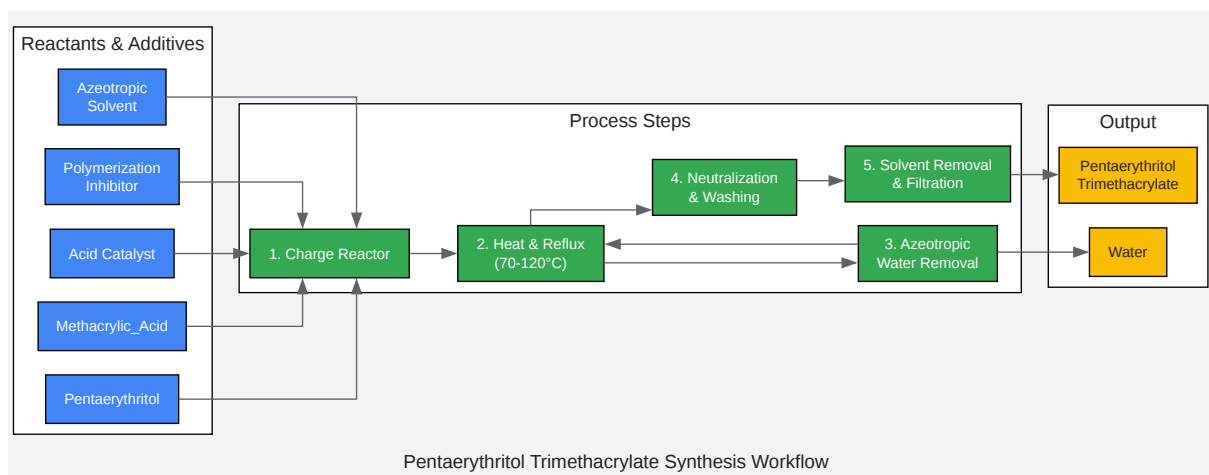 Reactants & Additives
Azeotropic
Solvent
Polymerization
Inhibitor
Acid Catalyst
Methacrylic_Acid
Pentaerythritol
Process Steps
1. Charge Reactor
2. Heat & Reflux
(70-120°C)
3. Azeotropic
Water Removal
4. Neutralization
& Washing
5. Solvent Removal
& Filtration
Output
Pentaerythritol
Trimethacrylate
Water
Pentaerythritol Trimethacrylate Synthesis Workflow